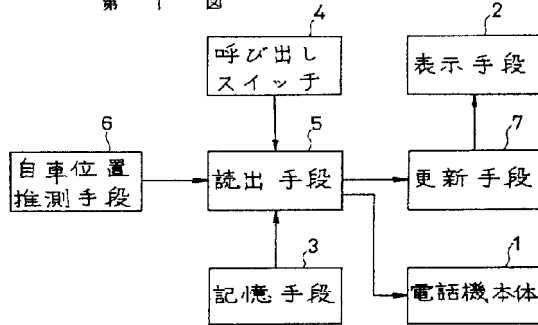 第 1 図
4
呼び出し
スイッチ
2
表示手段
6
自車位置
推測手段
5
読出手段
7
更新手段
3
記憶手段
1
電話機本体